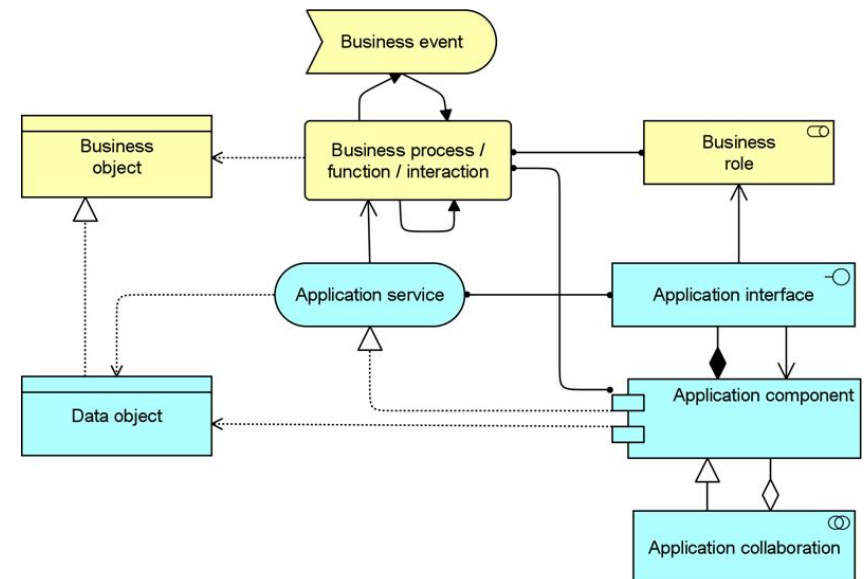 Business event
Business
object
Business process /
function / interaction
Business
role
Application service
Application interface
Data object
Application component
Application collaboration